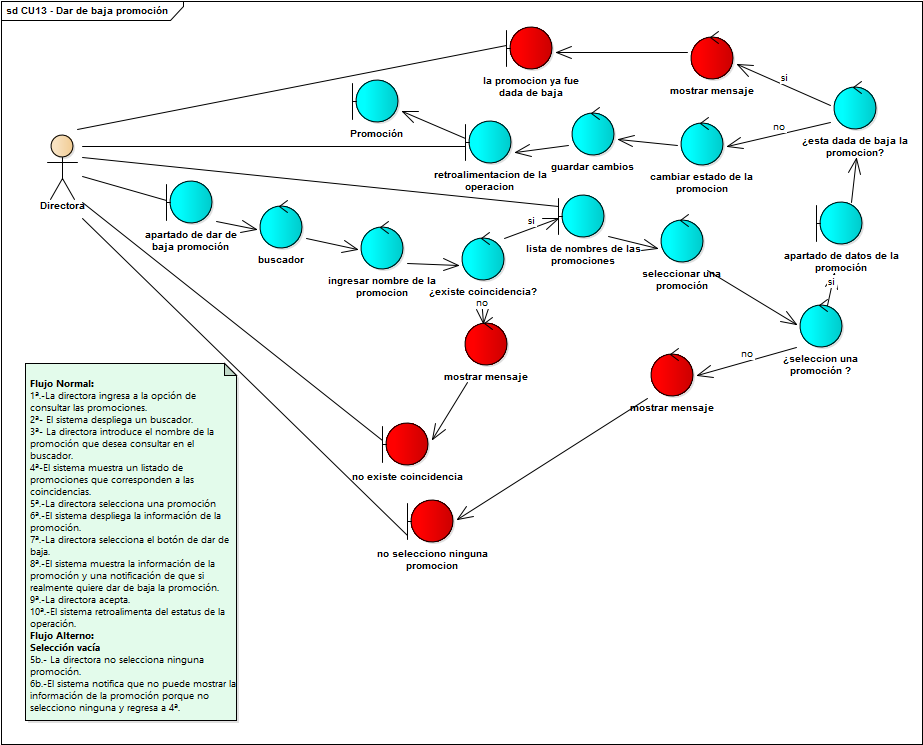 sd CU13 - Dar de baja promoción
la promocion ya fue
dada de baja
mostrar mensaje
si
Promoción
no
¿esta dada de baja la
promocion?
guardar cambios
retroalimentacion de la
operacion
cambiar estado de la
promocion
Directora
apartado de dar de
baja promoción
buscador
si
lista de nombres de las
promociones
apartado de datos de la
promoción
ingresar nombre de la
promocion
¿existe coincidencia?
seleccionar una
promoción
si
no
¿seleccion una
promoción ?
no
mostrar mensaje
mostrar mensaje
no existe coincidencia
no selecciono ninguna
promocion
Flujo Normal:
1ª.-La directora ingresa a la opción de
consultar las promociones.
2ª- El sistema despliega un buscador.
3ª- La directora introduce el nombre de la
promoción que desea consultar en el
buscador.
4ª-El sistema muestra un listado de
promociones que corresponden a las
coincidencias.
5ª.-La directora selecciona una promoción
6ª.-El sistema despliega la información de la
promoción.
7ª.-La directora selecciona el botón de dar de
baja.
8ª.-El sistema muestra la información de la
promoción y una notificación de que si
realmente quiere dar de baja la promoción.
9ª.-La directora acepta.
10ª.-El sistema retroalimenta del estatus de la
operación.
Flujo Alterno:
Selección vacía
5b.- La directora no selecciona ninguna
promoción.
6b.-El sistema notifica que no puede mostrar la
información de la promoción porque no
selecciono ninguna y regresa a 4ª.